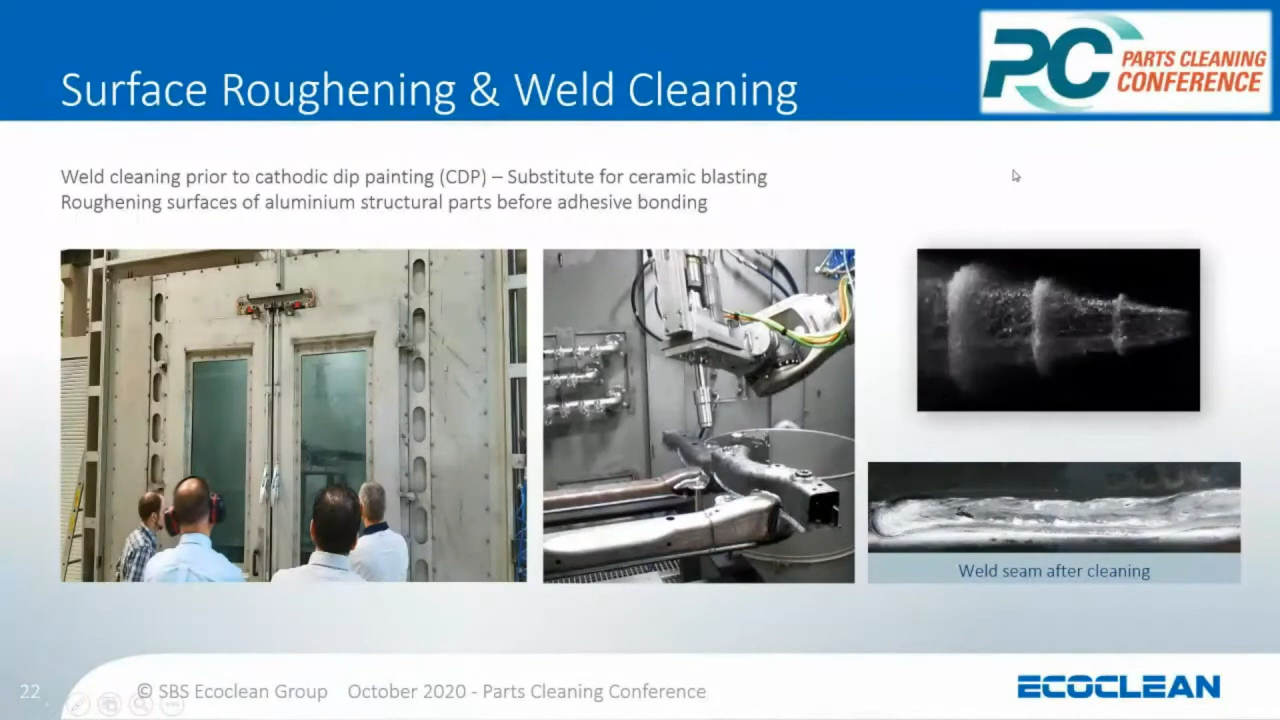 Surface Roughening & Weld Cleaning
PC PARTS CLEANING
CONFERENCE
Weld cleaning prior to cathodic dip painting (CDP) – Substitute for ceramic blasting
Roughening surfaces of aluminium structural parts before adhesive bonding
Weld seam after cleaning
22
© SBS Ecoclean Group October 2020 - Parts Cleaning Conference
ECOCLEAN